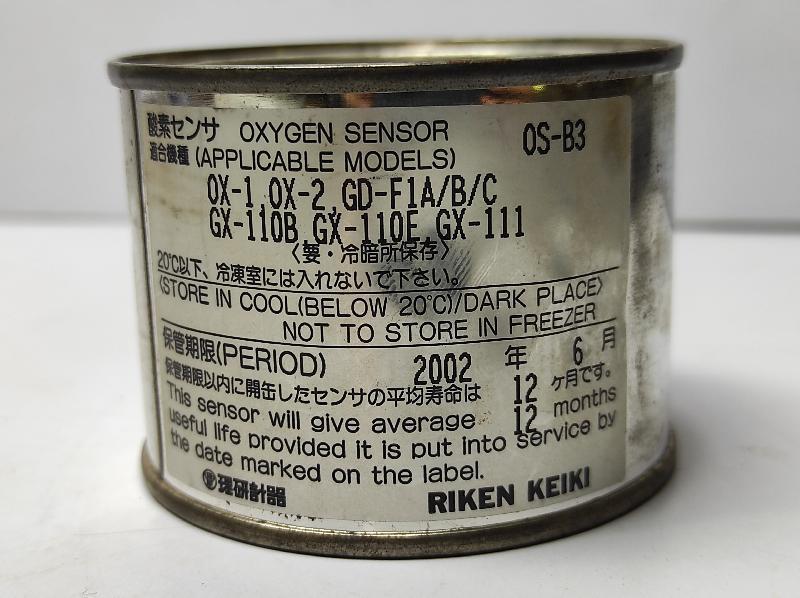 酸素センサ OXYGEN SENSOR OS-B3
適合機種 (APPLICABLE MODELS)
OX-1,OX-2,GD-F1A/B/C
GX-110B,GX-110E,GX-111
〈要・冷暗所保存〉
20℃以下、冷凍室には入れないで下さい。
〈STORE IN COOL(BELOW 20℃)/DARK PLACE〉
NOT TO STORE IN FREEZER
保管期限(PERIOD) 2002 年 6 月
保管期限以内に開缶したセンサの平均寿命は 12 ケ月です。
This sensor will give average 12 months
useful life provided it is put into service by
the date marked on the label.
理研計器 RIKEN KEIKI